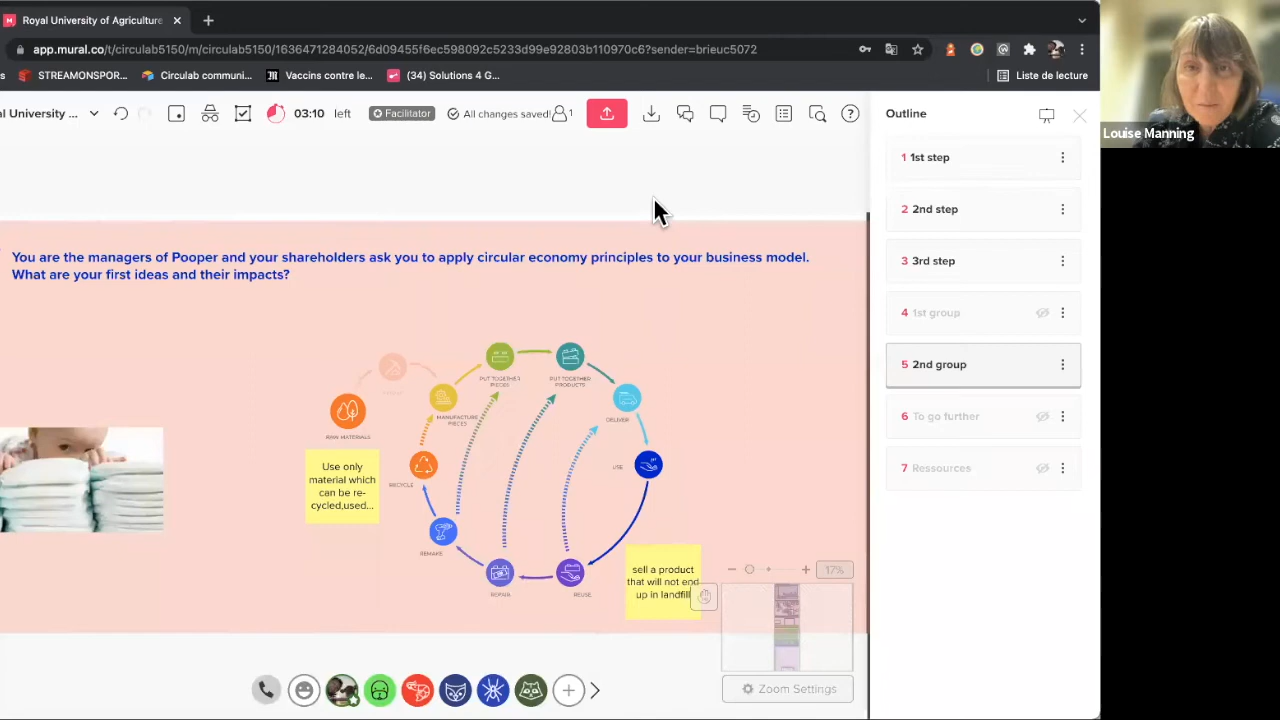 Royal University of Agriculture
app.mural.co/t/circulab5150/m/circulab5150/1636471284052/6d09455f6ec598092c5233d99e92803b110970c6?sender=brieuc5072
STREAMONSPOR...
Circulab communi...
Vaccins contre le...
(34) Solutions 4 G...
Liste de lecture
al University ...
03:10 left
Facilitator
All changes saved!
1
Outline
Louise Manning
1 1st step
2 2nd step
3 3rd step
4 1st group
5 2nd group
6 To go further
7 Ressources
You are the managers of Pooper and your shareholders ask you to apply circular economy principles to your business model.
What are your first ideas and their impacts?
PUT TOGETHER
PIECES
PUT TOGETHER
PRODUCTS
MANUFACTURE
PIECES
DELIVER
RAW MATERIALS
USE
RECYCLE
Use only
material which
can be re-
cycled,used...
REMAKE
REPAIR
REUSE
sell a product
that will not end
up in landfill
17%
Zoom Settings